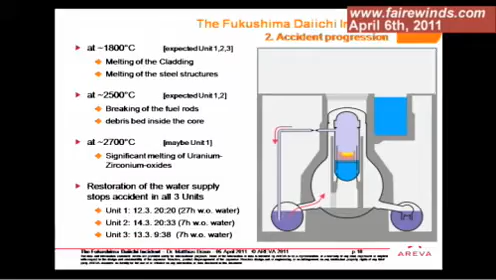 www.fairewinds.com
April 6th, 2011
The Fukushima Daiichi In
2. Accident progression
at ~1800°C [expected Unit 1,2,3]
Melting of the Cladding
Melting of the steel structures
at ~2500°C [expected Unit 1,2]
Breaking of the fuel rods
debris bed inside the core
at ~2700°C [maybe Unit 1]
Significant melting of Uranium-
Zirconium-oxides
Restoration of the water supply
stops accident in all 3 Units
Unit 1: 12.3. 20:20 (27h w.o. water)
Unit 2: 14.3. 20:33 (7h w.o. water)
Unit 3: 13.3. 9:38 (7h w.o. water)
The Fukushima Daiichi Incident Dr. Matthias Braun 06 April 2011 © AREVA 2011 p 18
AREVA